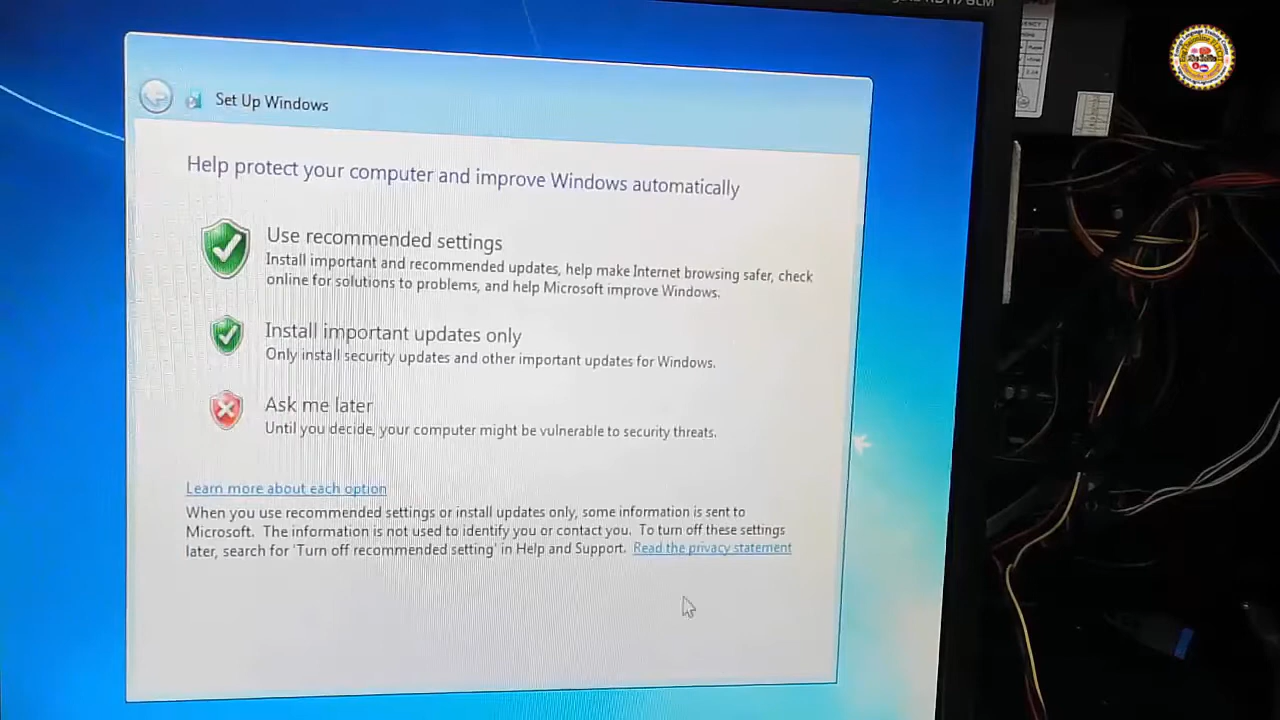 Set Up Windows
Help protect your computer and improve Windows automatically
Use recommended settings
Install important and recommended updates, help make Internet browsing safer, check
online for solutions to problems, and help Microsoft improve Windows.
Install important updates only
Only install security updates and other important updates for Windows.
Ask me later
Until you decide, your computer might be vulnerable to security threats.
Learn more about each option
When you use recommended settings or install updates only, some information is sent to
Microsoft. The information is not used to identify you or contact you. To turn off these settings
later, search for 'Turn off recommended setting' in Help and Support. Read the privacy statement